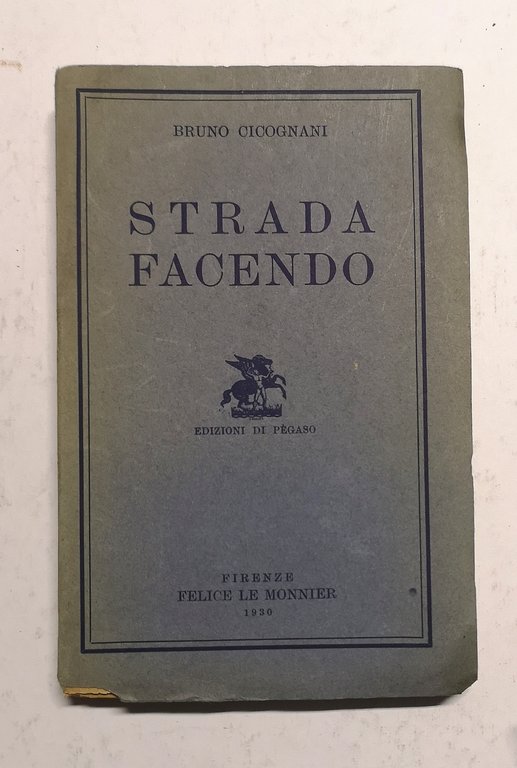 BRUNO CICOGNANI
STRADA
FACENDO
EDIZIONI DI PÈGASO
FIRENZE
FELICE LE MONNIER
1930